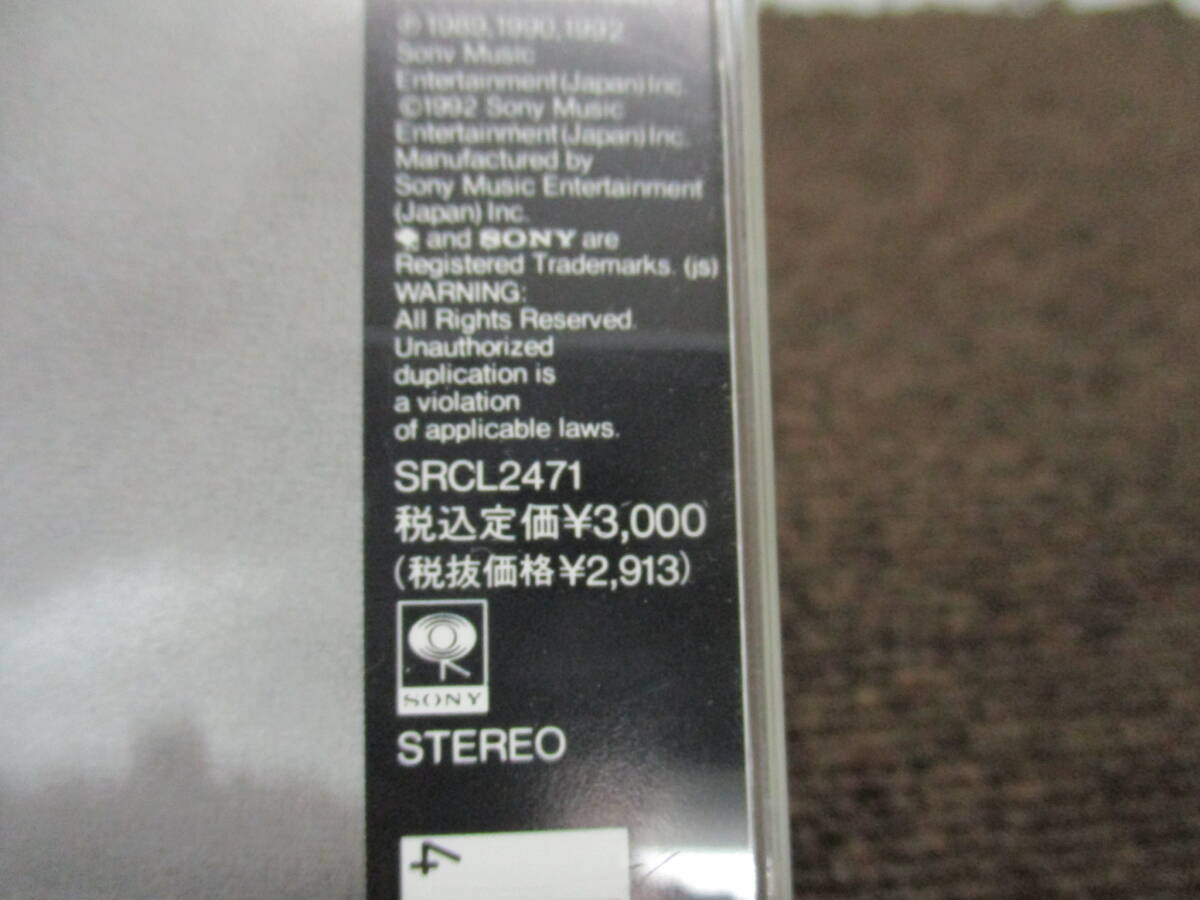 ℗ 1989, 1990, 1992
Sony Music
Entertainment (Japan) Inc.
©1992 Sony Music
Entertainment (Japan) Inc.
Manufactured by
Sony Music Entertainment
(Japan) Inc.
and SONY are
Registered Trademarks. (js)
WARNING:
All Rights Reserved.
Unauthorized
duplication is
a violation
of applicable laws.
SRCL2471
税込定価¥3,000
(税抜価格¥2,913)
SONY
STEREO
4